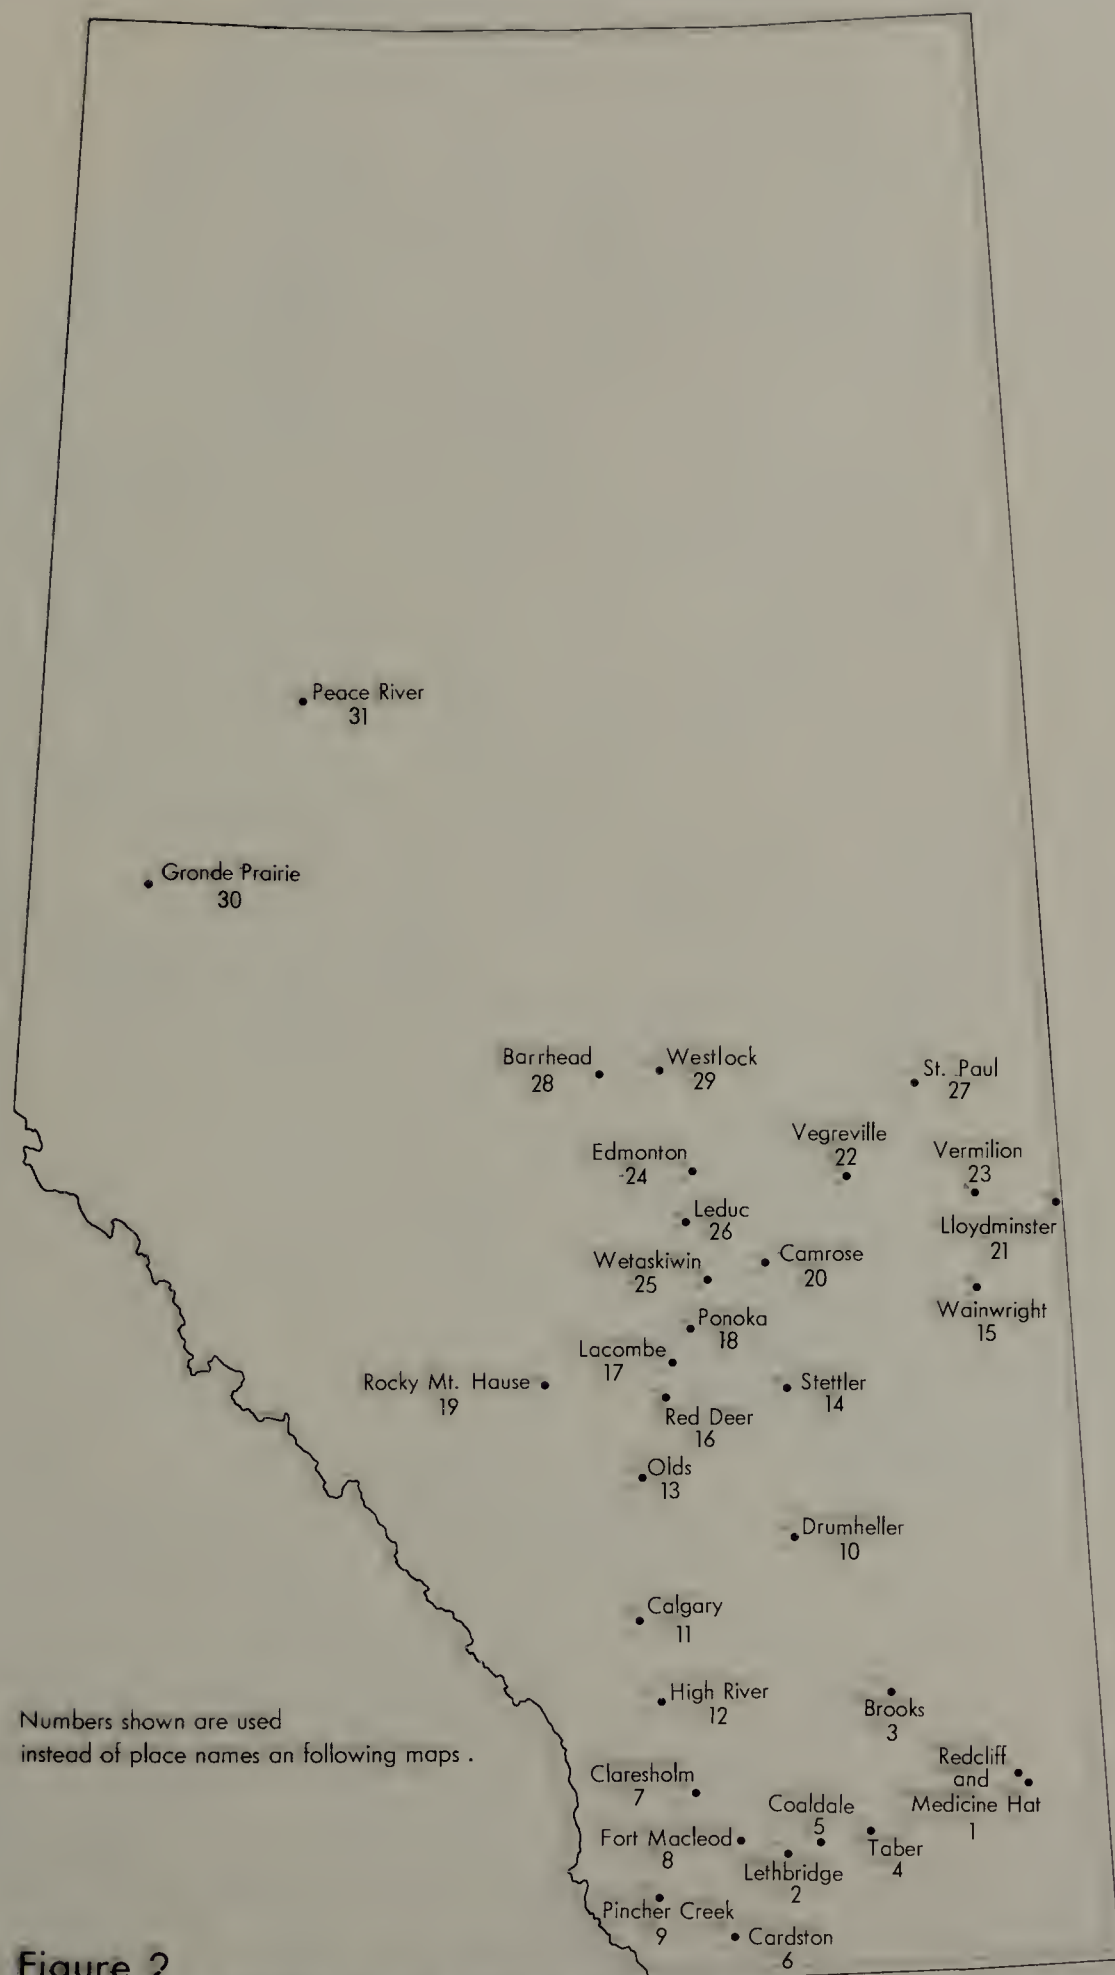 Peace River
31
Gronde Prairie
30
Barrhead
28
Westlock
29
St. Paul
27
Vegreville
22
Vermilion
23
Edmonton
24
Leduc
26
Lloydminster
21
Wetaskiwin
25
Camrose
20
Wainwright
15
Ponoka
18
Lacombe
17
Rocky Mt. Hause
19
Stettler
14
Red Deer
16
Olds
13
Drumheller
10
Calgary
11
High River
12
Brooks
3
Numbers shown are used
instead of place names an following maps .
Redcliff
and
Medicine Hat
1
Claresholm
7
Coaldale
5
Taber
4
Fort Macleod
8
Lethbridge
2
Pincher Creek
9
Cardston
6
Figure 2